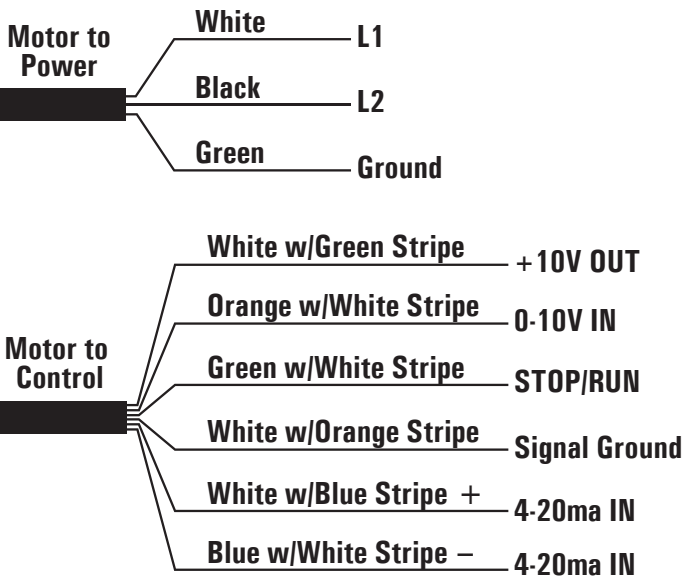 Motor to
Power
White
L1
Black
L2
Green
Ground
Motor to
Control
White w/Green Stripe
+10V OUT
Orange w/White Stripe
0-10V IN
Green w/White Stripe
STOP/RUN
White w/Orange Stripe
Signal Ground
White w/Blue Stripe +
4-20ma IN
Blue w/White Stripe –
4-20ma IN